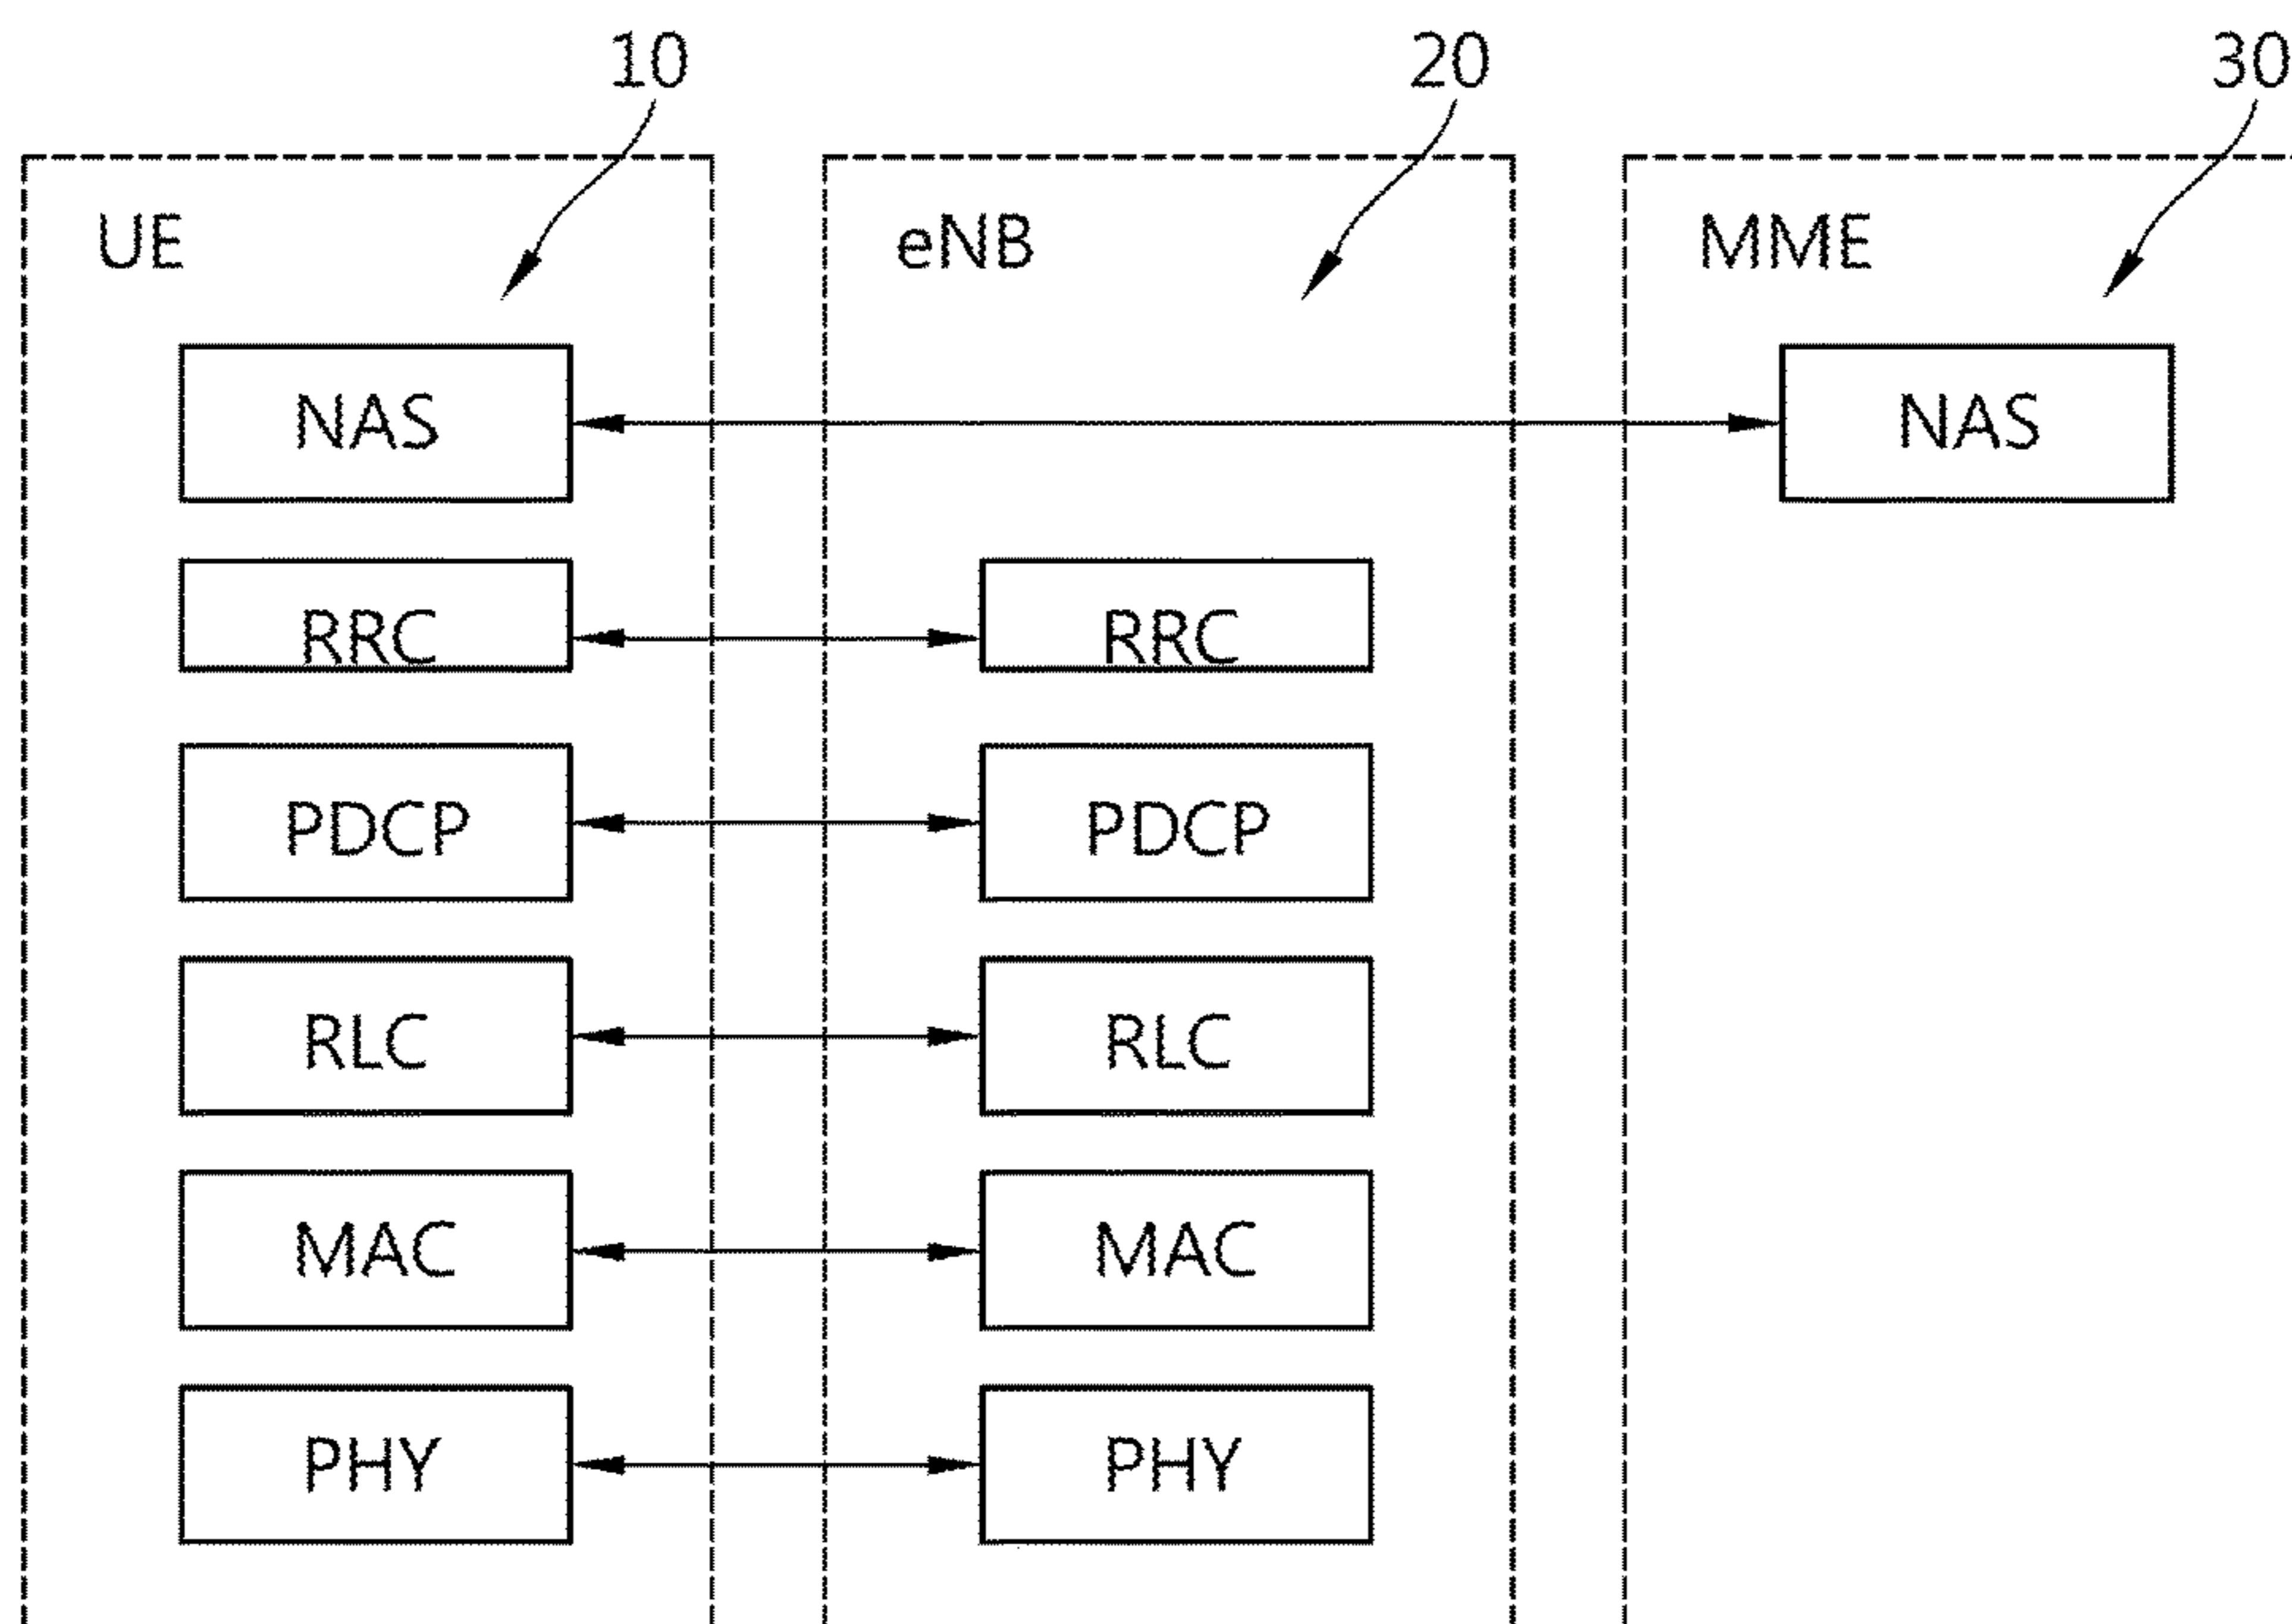 10 20 30
UE eNB MME
NAS NAS
RRC RRC
PDCP PDCP
RLC RLC
MAC MAC
PHY PHY